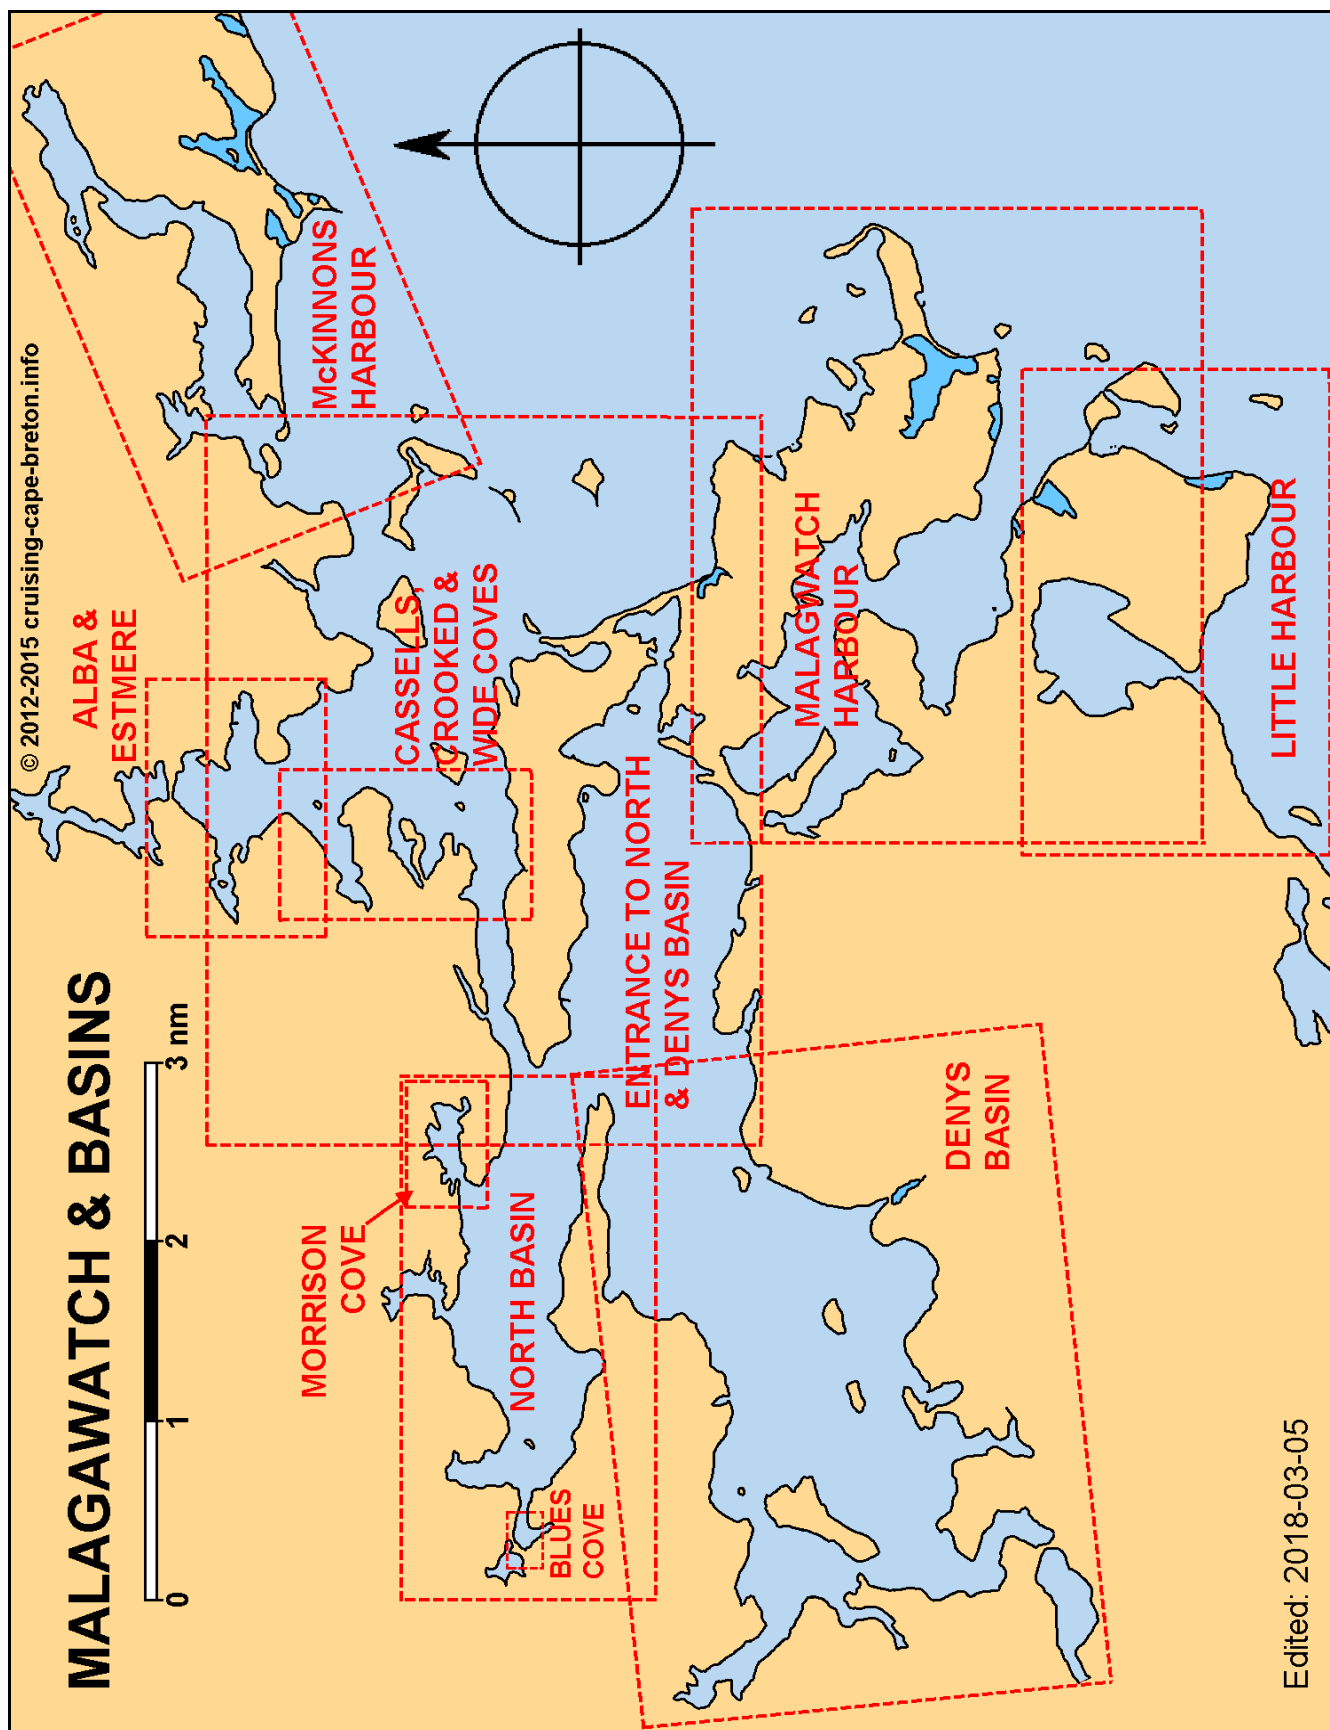 MALAGAWATCH & BASINS
© 2012-2015 cruising-cape-breton.info
0 1 2 3 nm
ALBA &
ESTMERE
McKINNONS
HARBOUR
MORRISON
COVE
CASSELLS,
CROOKED &
WIDE COVES
NORTH BASIN
BLUES
COVE
ENTRANCE TO NORTH
& DENYS BASIN
MALAGWATCH
HARBOUR
DENYS
BASIN
LITTLE HARBOUR
Edited: 2018-03-05